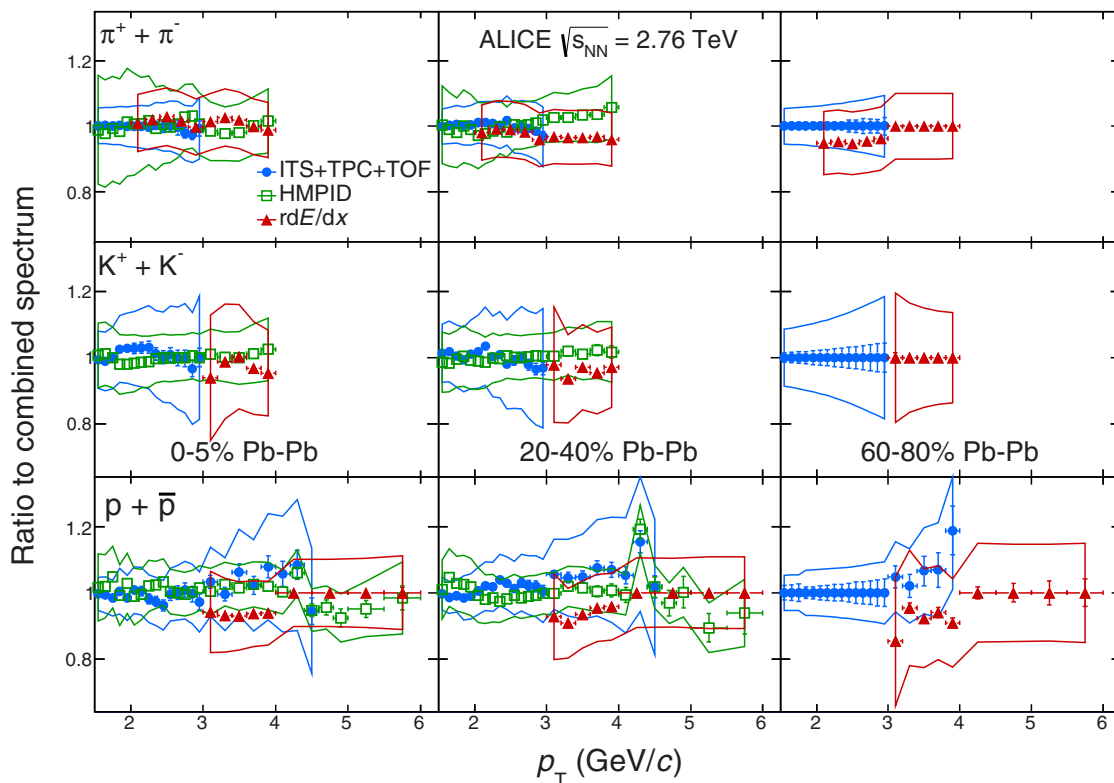 π⁺ + π⁻
ALICE √sNN = 2.76 TeV
1.2
1
0.8
ITS+TPC+TOF
HMPID
rdE/dx
Ratio to combined spectrum
K⁺ + K⁻
1.2
1
0.8
0-5% Pb-Pb
20-40% Pb-Pb
60-80% Pb-Pb
p + p̅
1.2
1
0.8
2 3 4 5 6 2 3 4 5 6 2 3 4 5 6
pT (GeV/c)